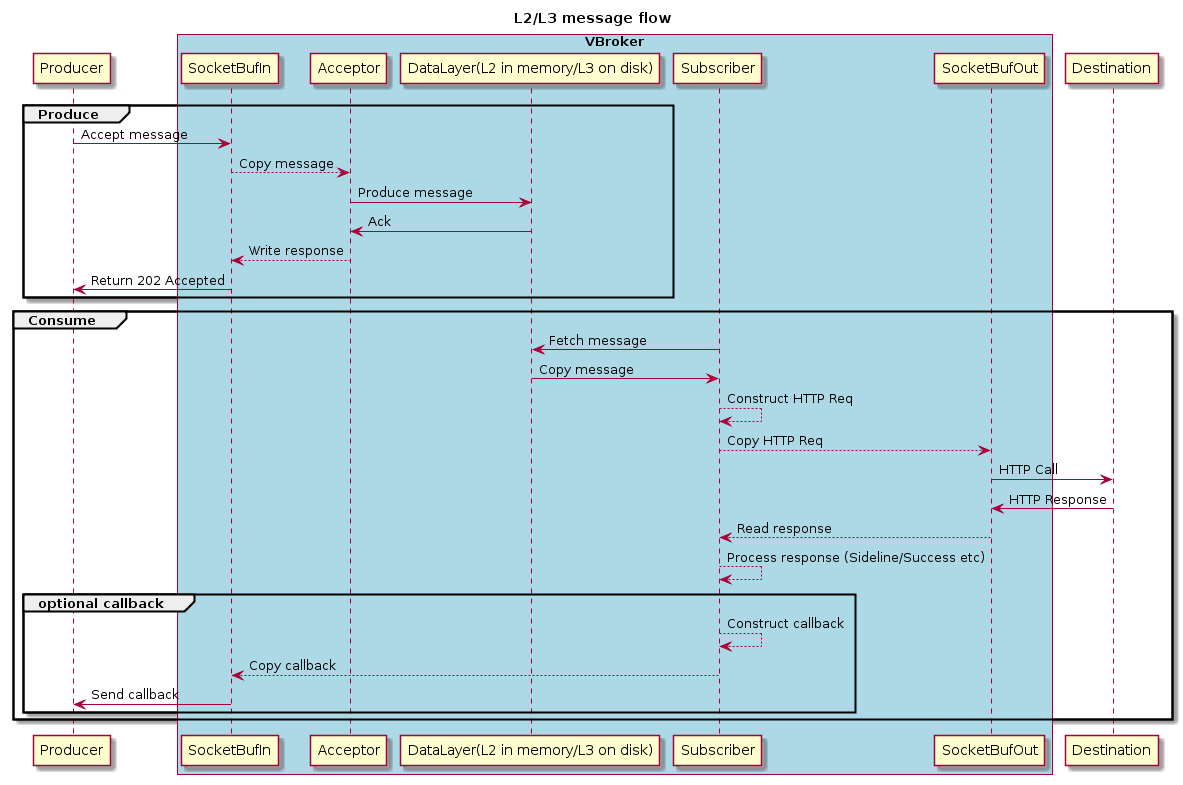 L2/L3 message flow
VBroker
Producer SocketBufIn Acceptor DataLayer(L2 in memory/L3 on disk) Subscriber SocketBufOut Destination
Produce
Accept message
Copy message
Produce message
Ack
Write response
Return 202 Accepted
Consume
Fetch message
Copy message
Construct HTTP Req
Copy HTTP Req
HTTP Call
HTTP Response
Read response
Process response (Sideline/Success etc)
optional callback
Construct callback
Copy callback
Send callback
Producer SocketBufIn Acceptor DataLayer(L2 in memory/L3 on disk) Subscriber SocketBufOut Destination